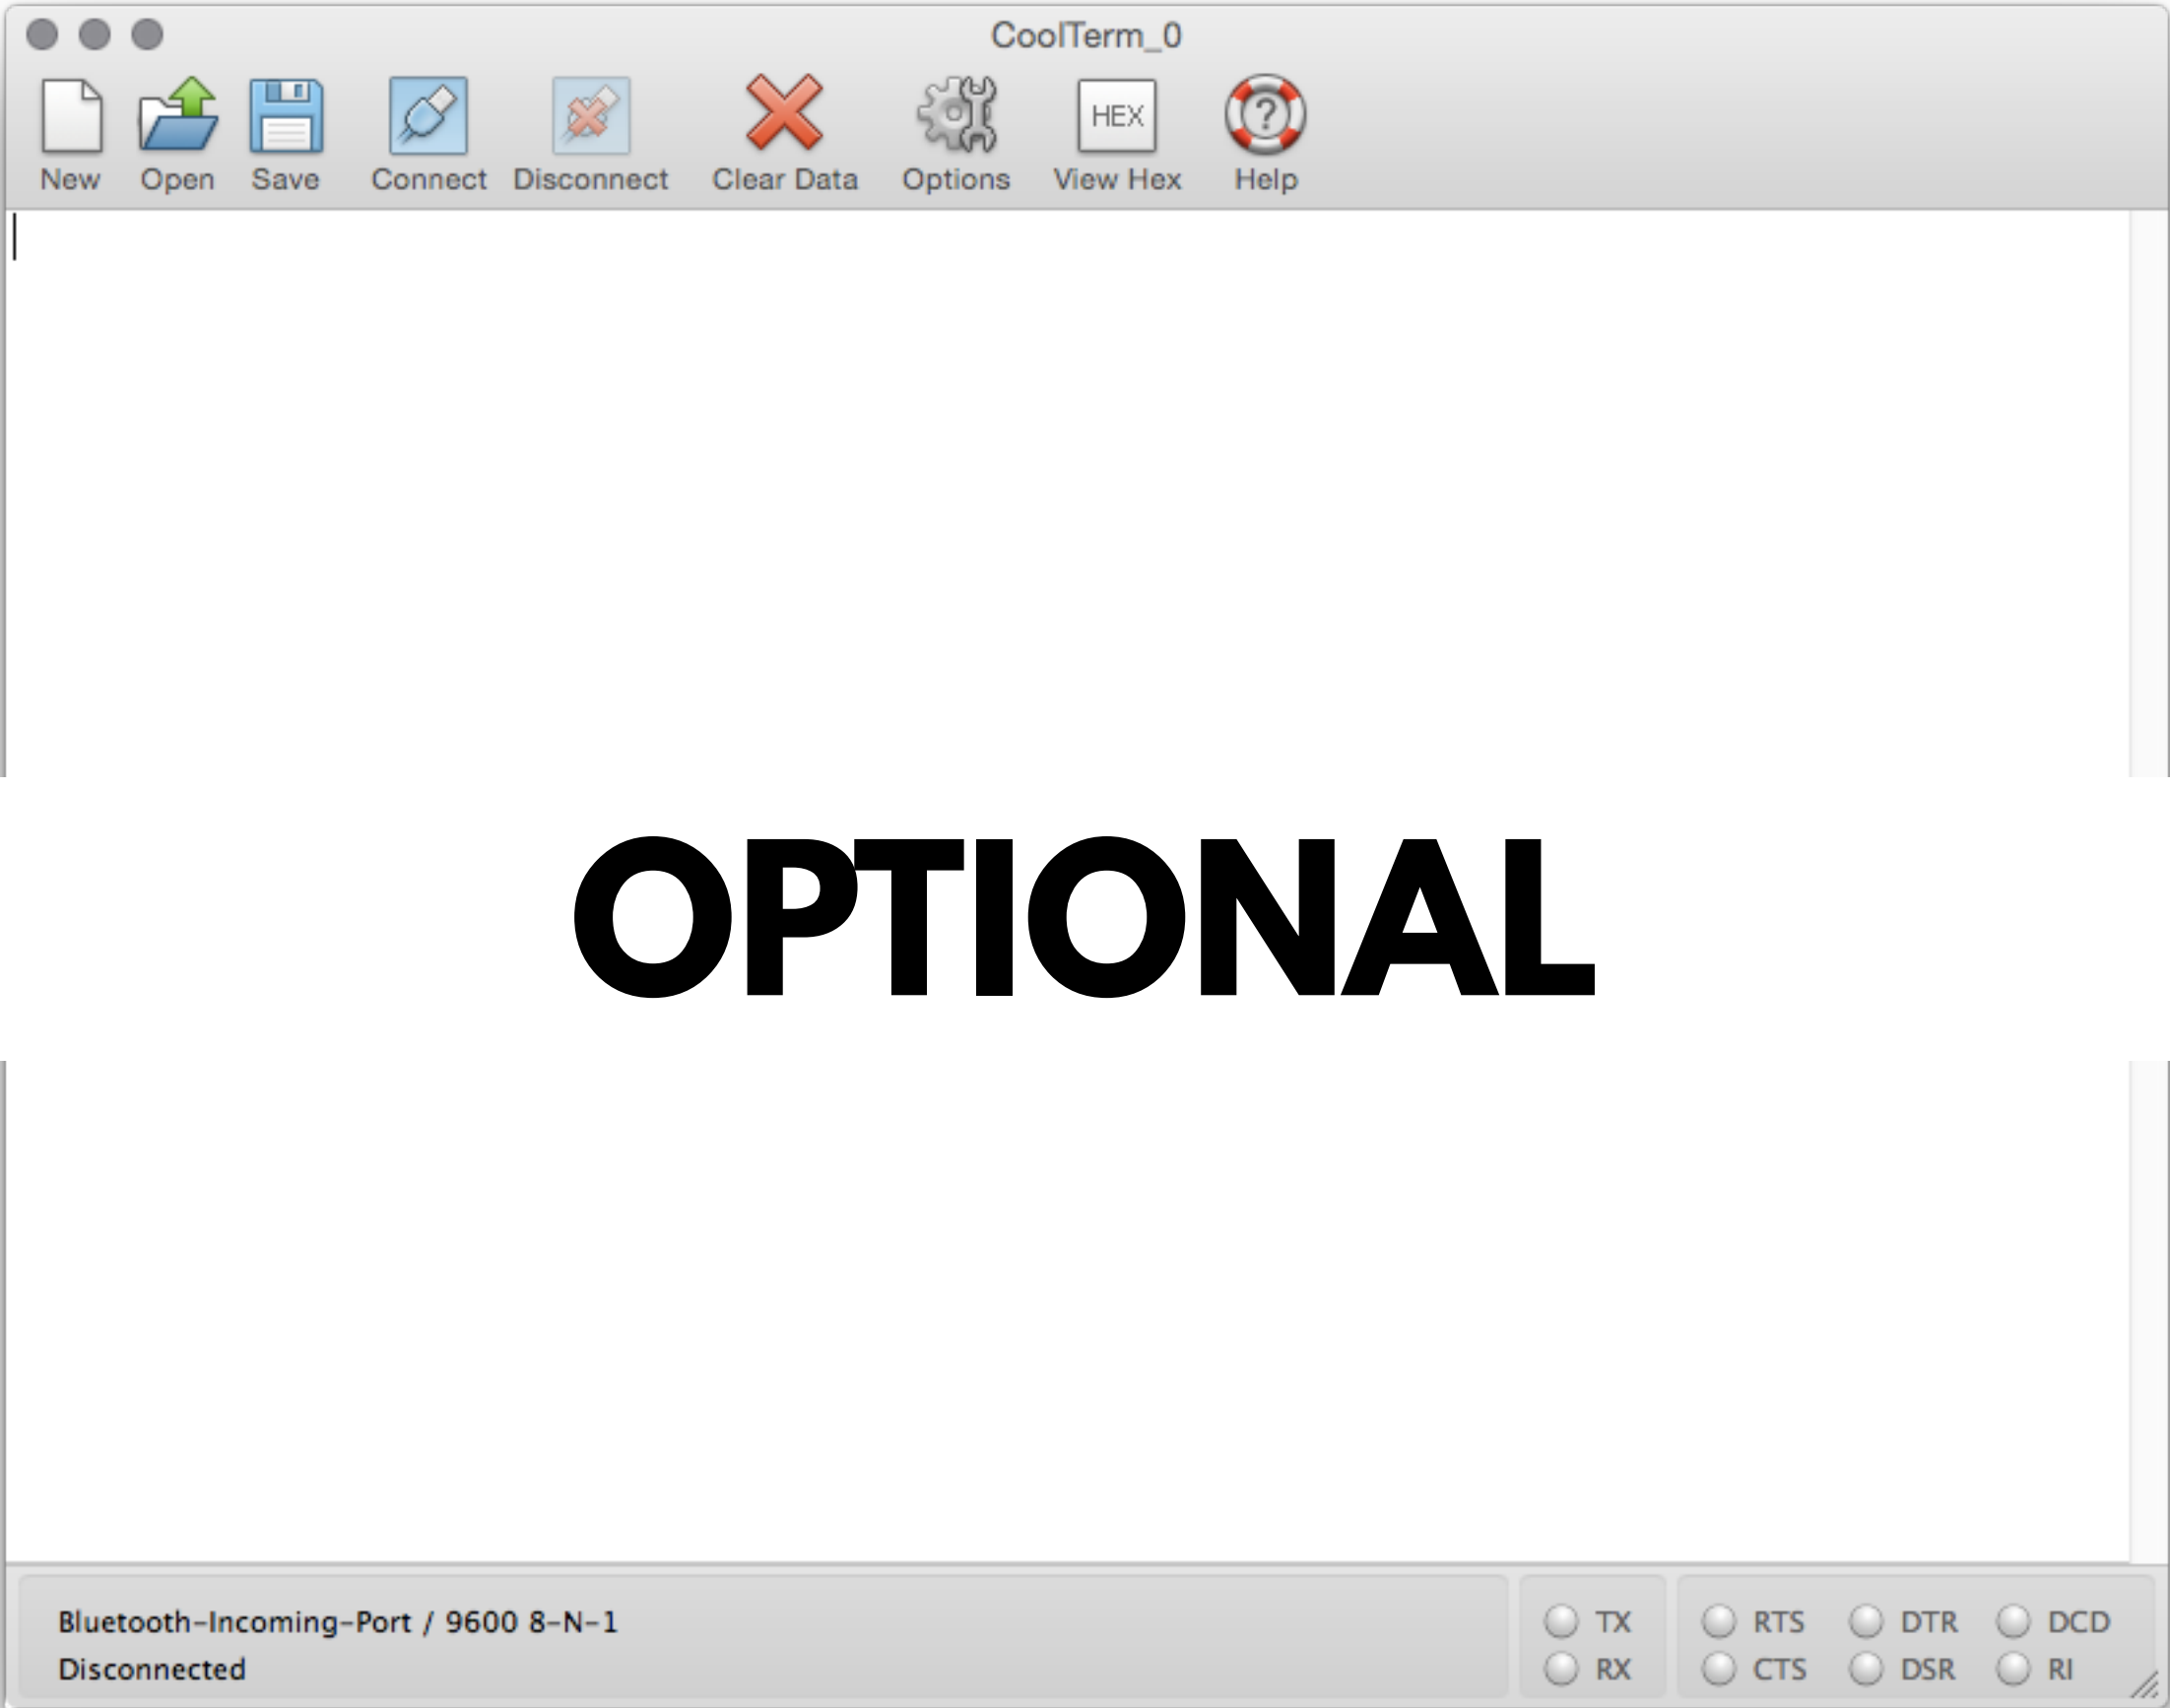 CoolTerm_0
HEX ?
New Open Save Connect Disconnect Clear Data Options View Hex Help
OPTIONAL
Bluetooth-Incoming-Port / 9600 8-N-1 TX RTS DTR DCD
Disconnected RX CTS DSR RI